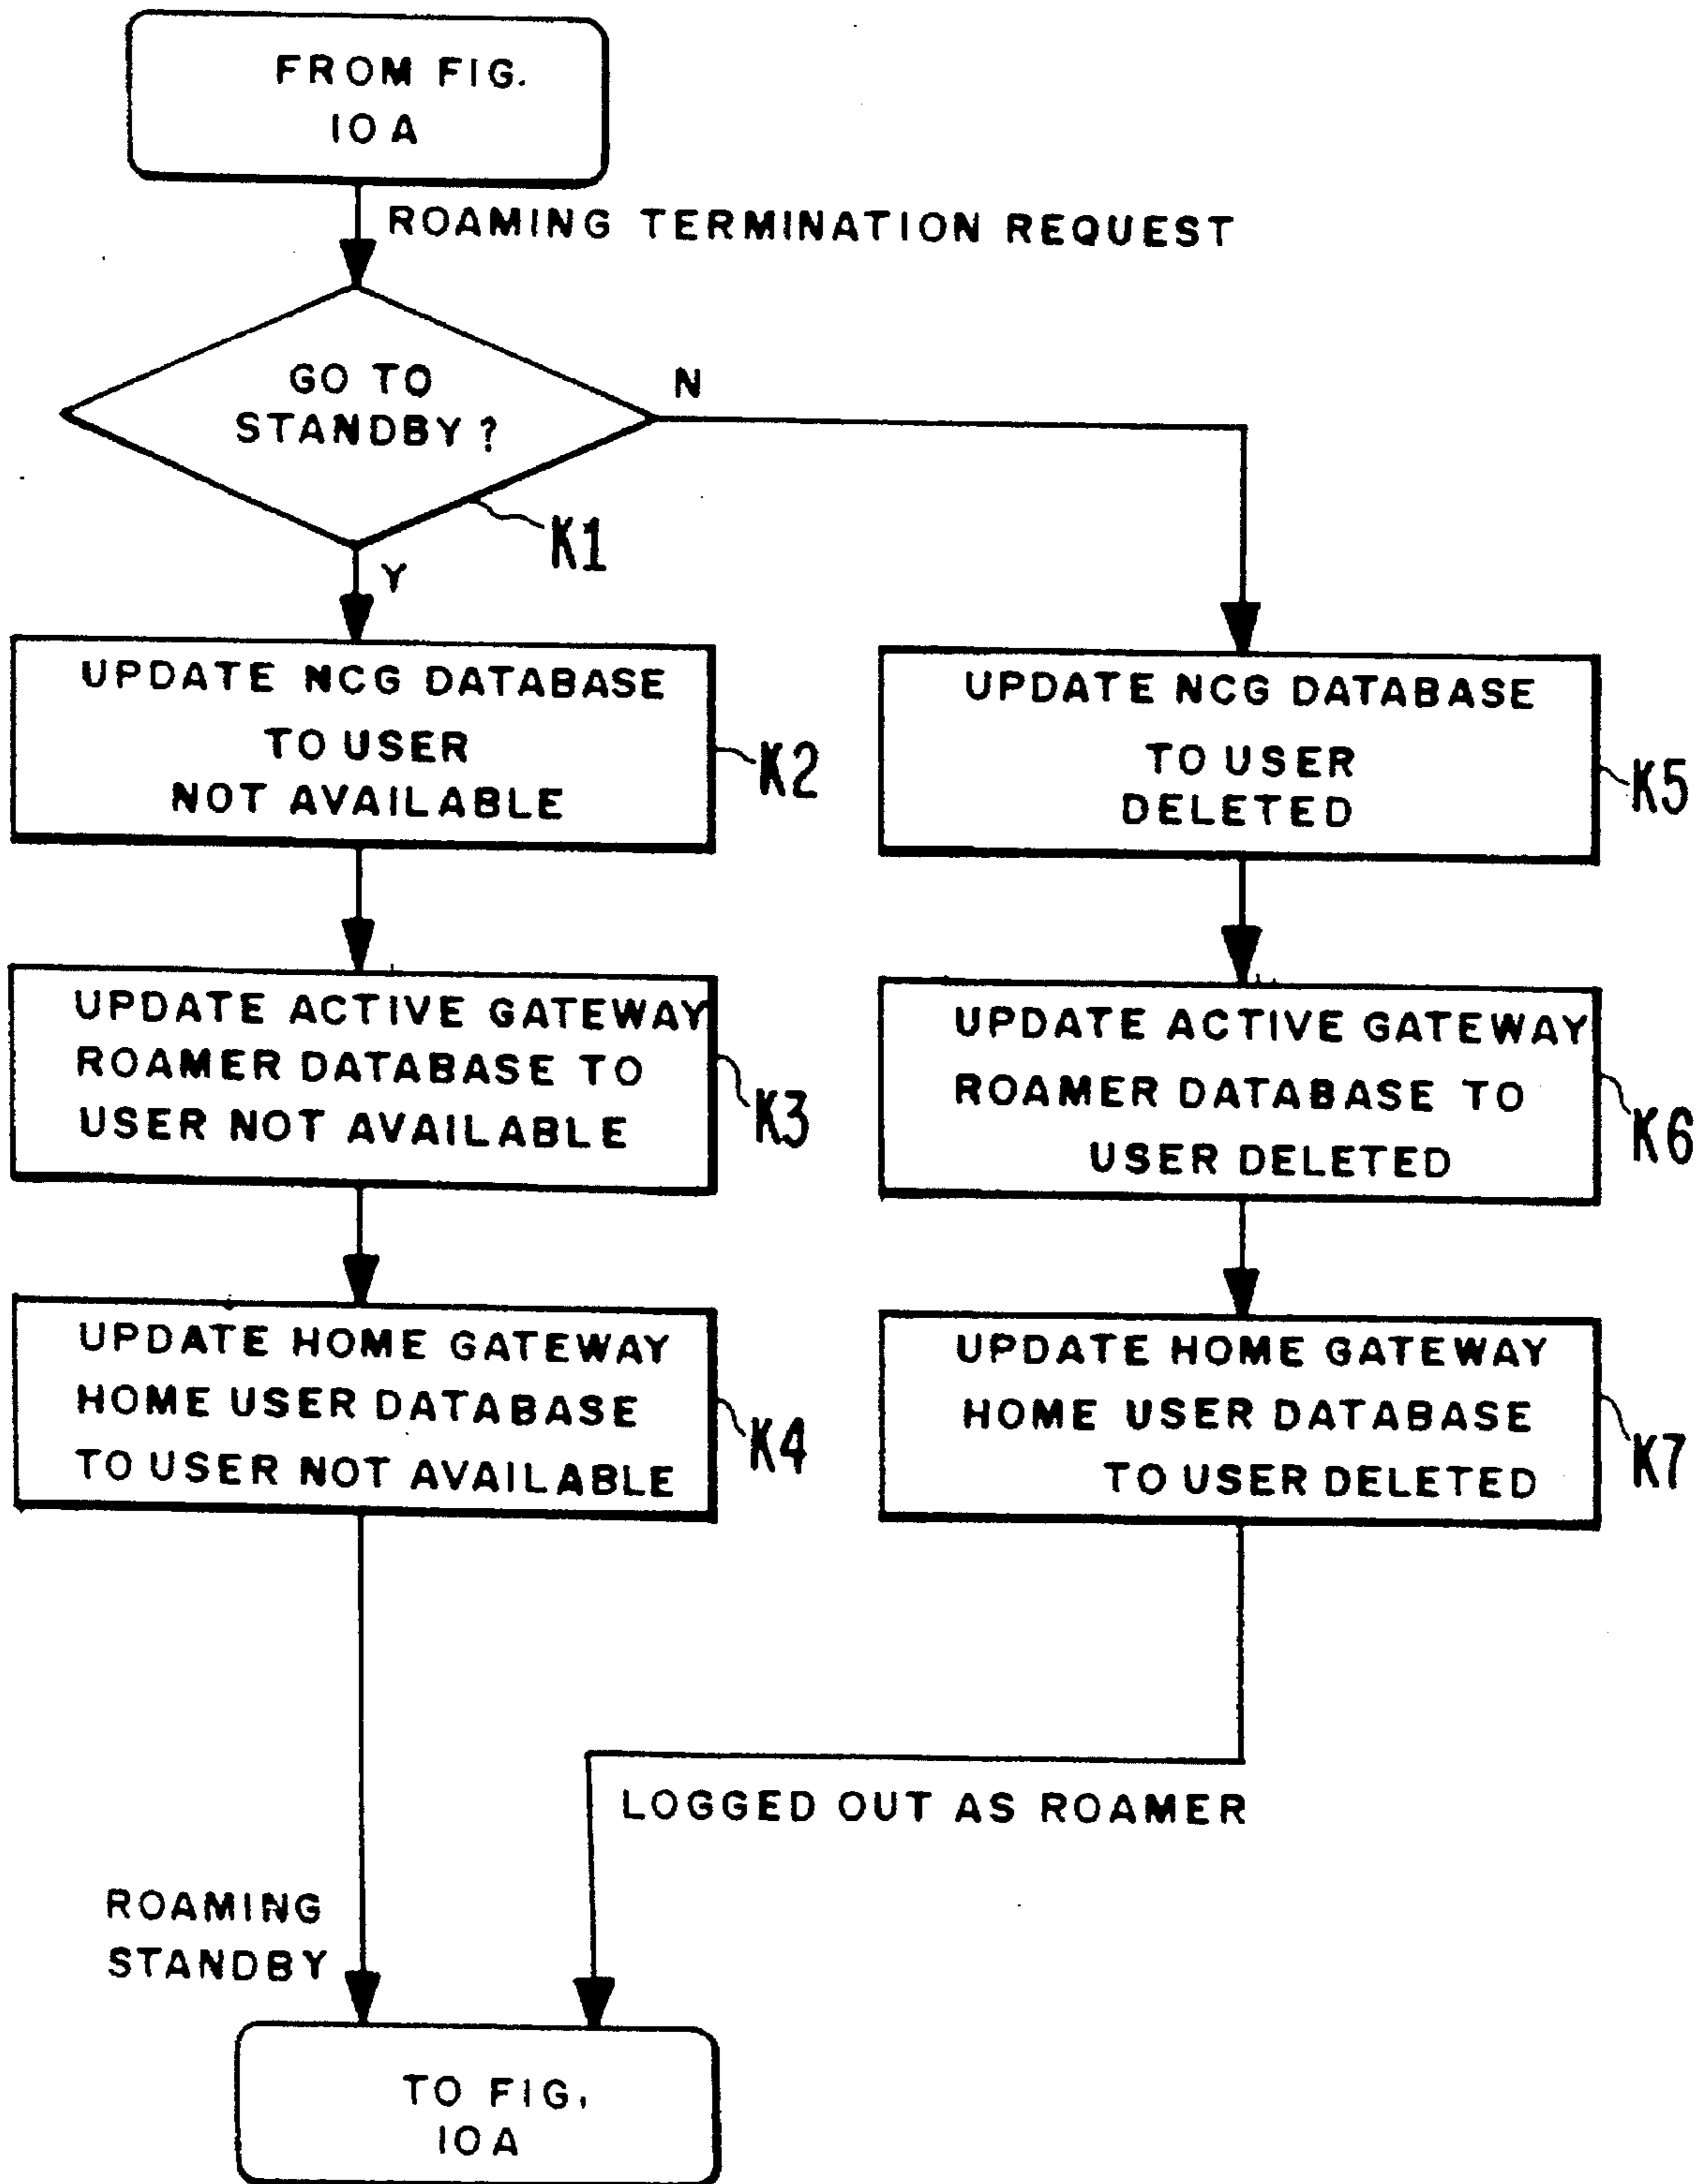 FROM FIG.
10A
ROAMING TERMINATION REQUEST
GO TO
STANDBY?
N
K1
Y
UPDATE NCG DATABASE
TO USER
NOT AVAILABLE
K2
UPDATE NCG DATABASE
TO USER
DELETED
K5
UPDATE ACTIVE GATEWAY
ROAMER DATABASE TO
USER NOT AVAILABLE
K3
UPDATE ACTIVE GATEWAY
ROAMER DATABASE TO
USER DELETED
K6
UPDATE HOME GATEWAY
HOME USER DATABASE
TO USER NOT AVAILABLE
K4
UPDATE HOME GATEWAY
HOME USER DATABASE
TO USER DELETED
K7
LOGGED OUT AS ROAMER
ROAMING
STANDBY
TO FIG.
10A